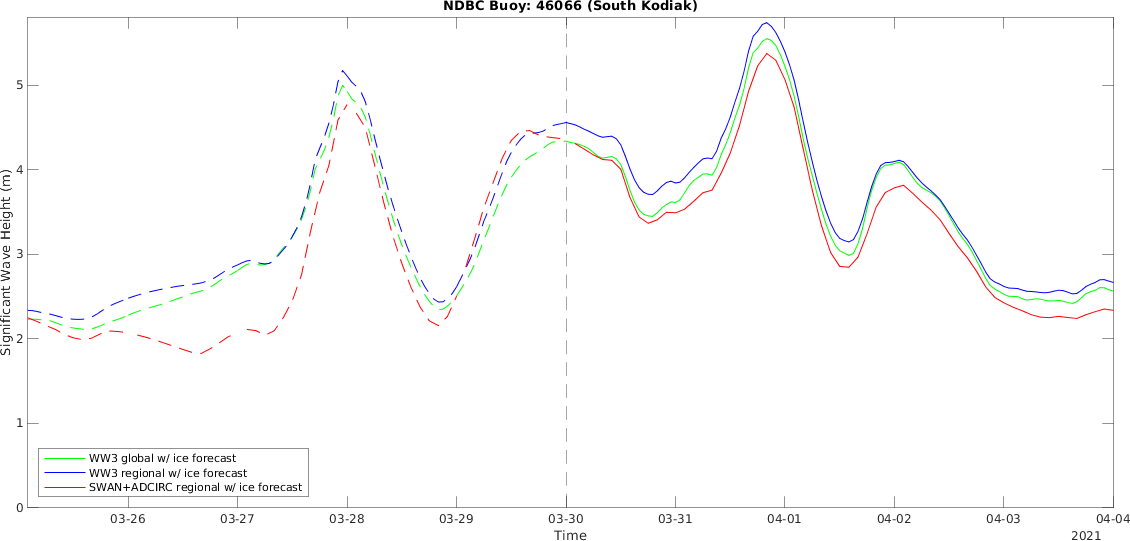 NDBC Buoy: 46066 (South Kodiak)
Significant Wave Height (m)
5
4
3
2
1
0
WW3 global w/ ice forecast
WW3 regional w/ ice forecast
SWAN+ADCIRC regional w/ ice forecast
03-26 03-27 03-28 03-29 03-30 03-31 04-01 04-02 04-03 04-04
Time
2021